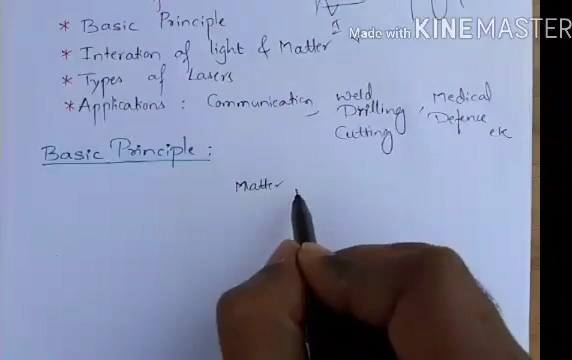 * Basic Principle
* Interation of light & Matter
* Types of Lasers
* Applications : Communication, Weld Drilling Cutting, Medical Defence etc
Basic Principle :
Matter
Made with KINEMASTER